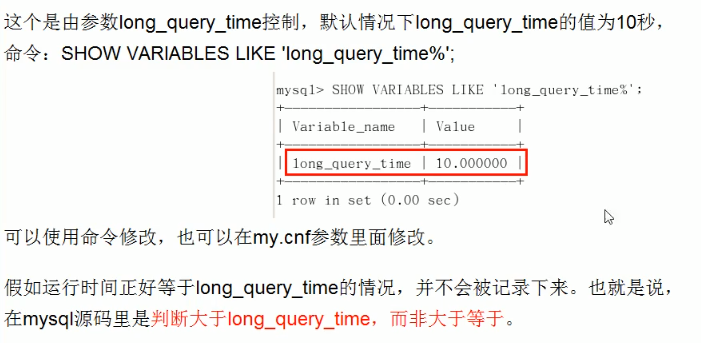 这个是由参数long_query_time控制，默认情况下long_query_time的值为10秒，
命令：SHOW VARIABLES LIKE 'long_query_time%';
mysql> SHOW VARIABLES LIKE 'long_query_time%';
+-----------------+-----------+
| Variable_name | Value |
+-----------------+-----------+
| long_query_time | 10.000000 |
+-----------------+-----------+
1 row in set (0.00 sec)
可以使用命令修改，也可以在my.cnf参数里面修改。
假如运行时间正好等于long_query_time的情况，并不会被记录下来。也就是说，
在mysql源码里是判断大于long_query_time，而非大于等于。